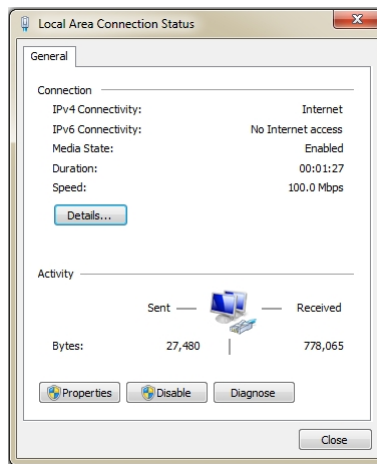 Local Area Connection Status
General
Connection
IPv4 Connectivity: Internet
IPv6 Connectivity: No Internet access
Media State: Enabled
Duration: 00:01:27
Speed: 100.0 Mbps
Details...
Activity
Sent Received
Bytes: 27,480 778,065
Properties Disable Diagnose
Close